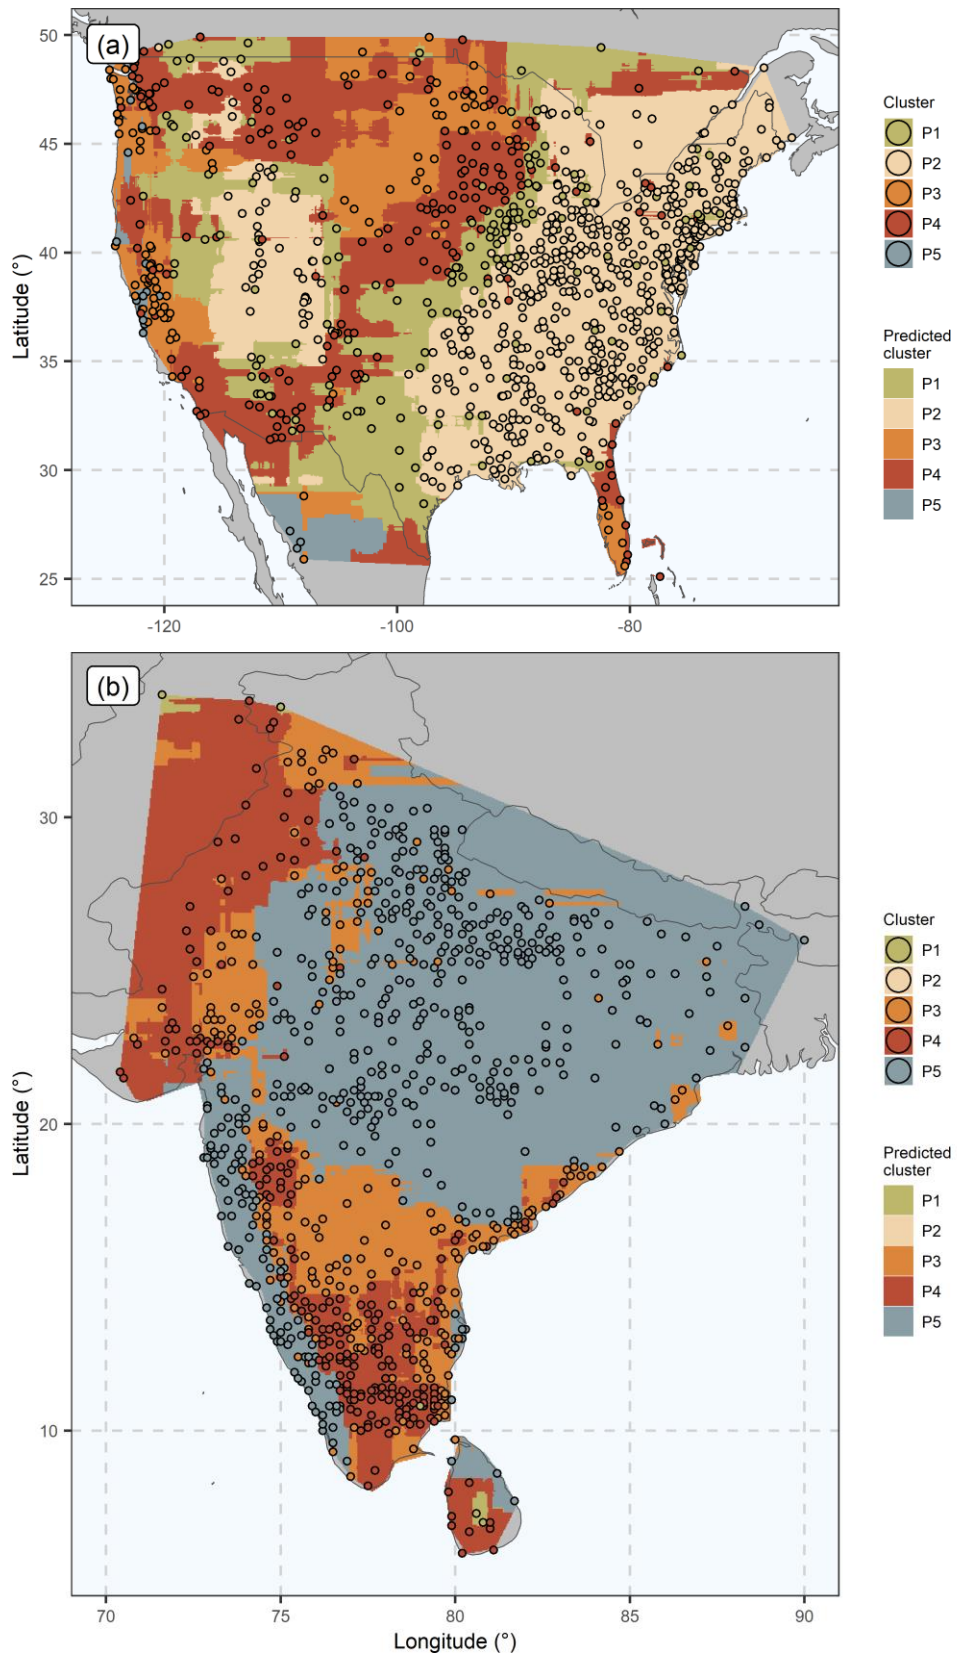 (a)
50
45
40
35
30
25
Latitude (°)
-120
-100
-80
Cluster
P1
P2
P3
P4
P5
Predicted
cluster
P1
P2
P3
P4
P5
(b)
30
20
10
Latitude (°)
70
75
80
85
90
Longitude (°)
Cluster
P1
P2
P3
P4
P5
Predicted
cluster
P1
P2
P3
P4
P5